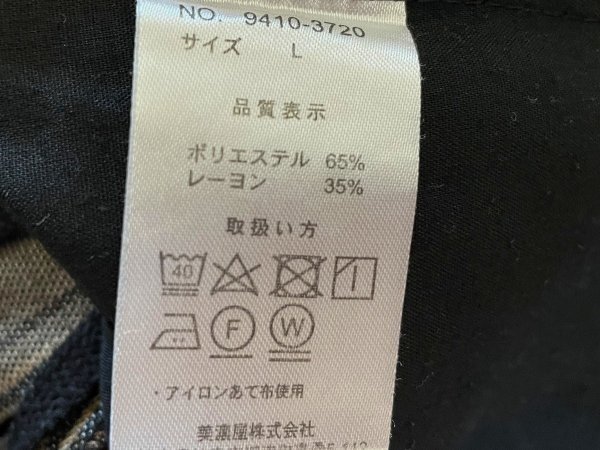 NO. 9410-3720
サイズ L
品質表示
ポリエステル 65%
レーヨン 35%
取扱い方
40
F W
・アイロンあて布使用
美濃屋株式会社